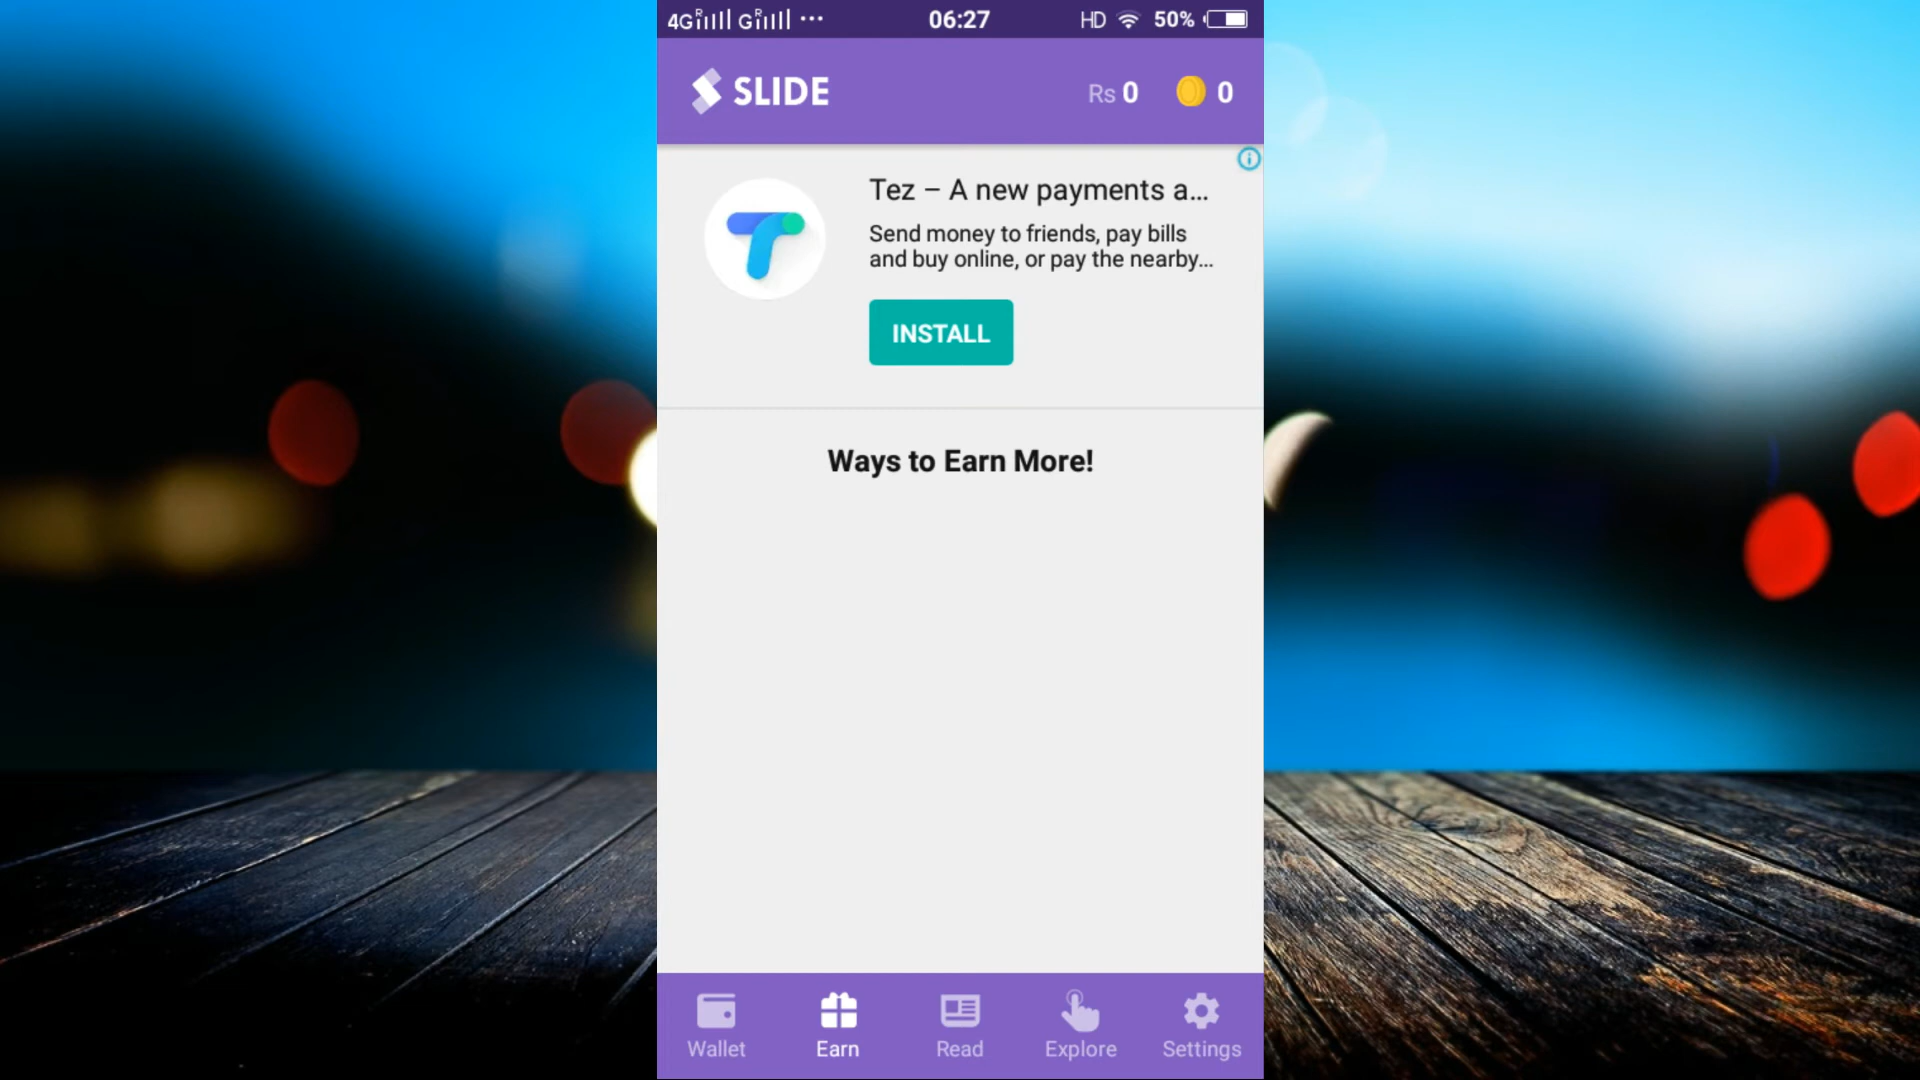 4G R G R ... 06:27 HD 50%
SLIDE Rs 0 0
Tez – A new payments a...
Send money to friends, pay bills
and buy online, or pay the nearby...
INSTALL
Ways to Earn More!
Wallet Earn Read Explore Settings